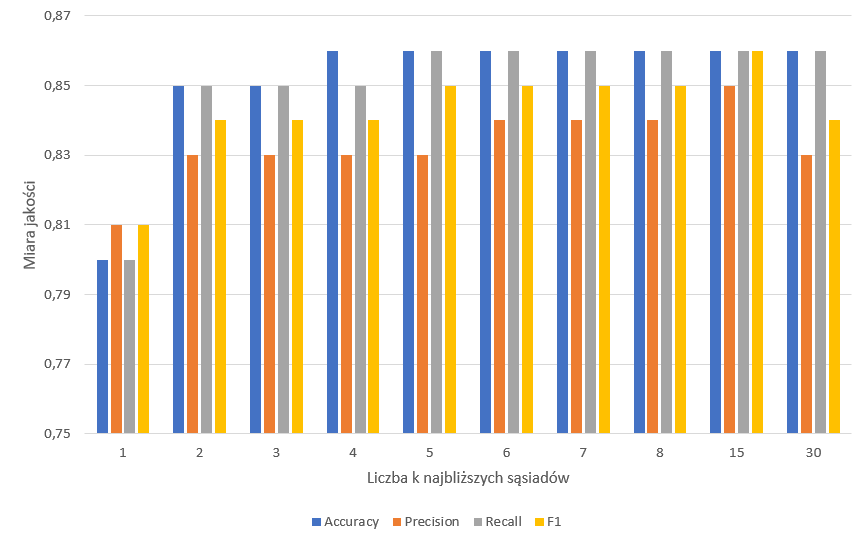 0,87
0,85
0,83
0,81
0,79
0,77
0,75
Miara jakości
1 2 3 4 5 6 7 8 15 30
Liczba k najbliższych sąsiadów
Accuracy Precision Recall F1